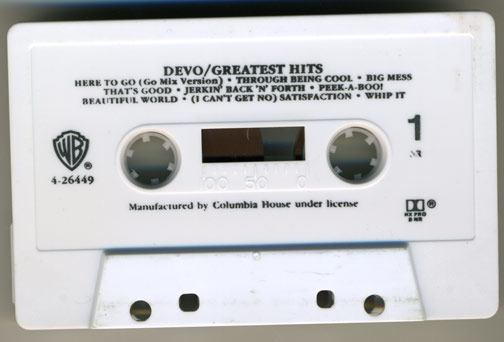 DEVO/GREATEST HITS
HERE TO GO (Go Mix Version) • THROUGH BEING COOL • BIG MESS
THAT'S GOOD • JERKIN' BACK 'N' FORTH • PEEK-A-BOO!
BEAUTIFUL WORLD • (I CAN'T GET NO) SATISFACTION • WHIP IT
WB®
4-26449
1
NR
100 50 0
Manufactured by Columbia House under license
®
HX PRO
B NR